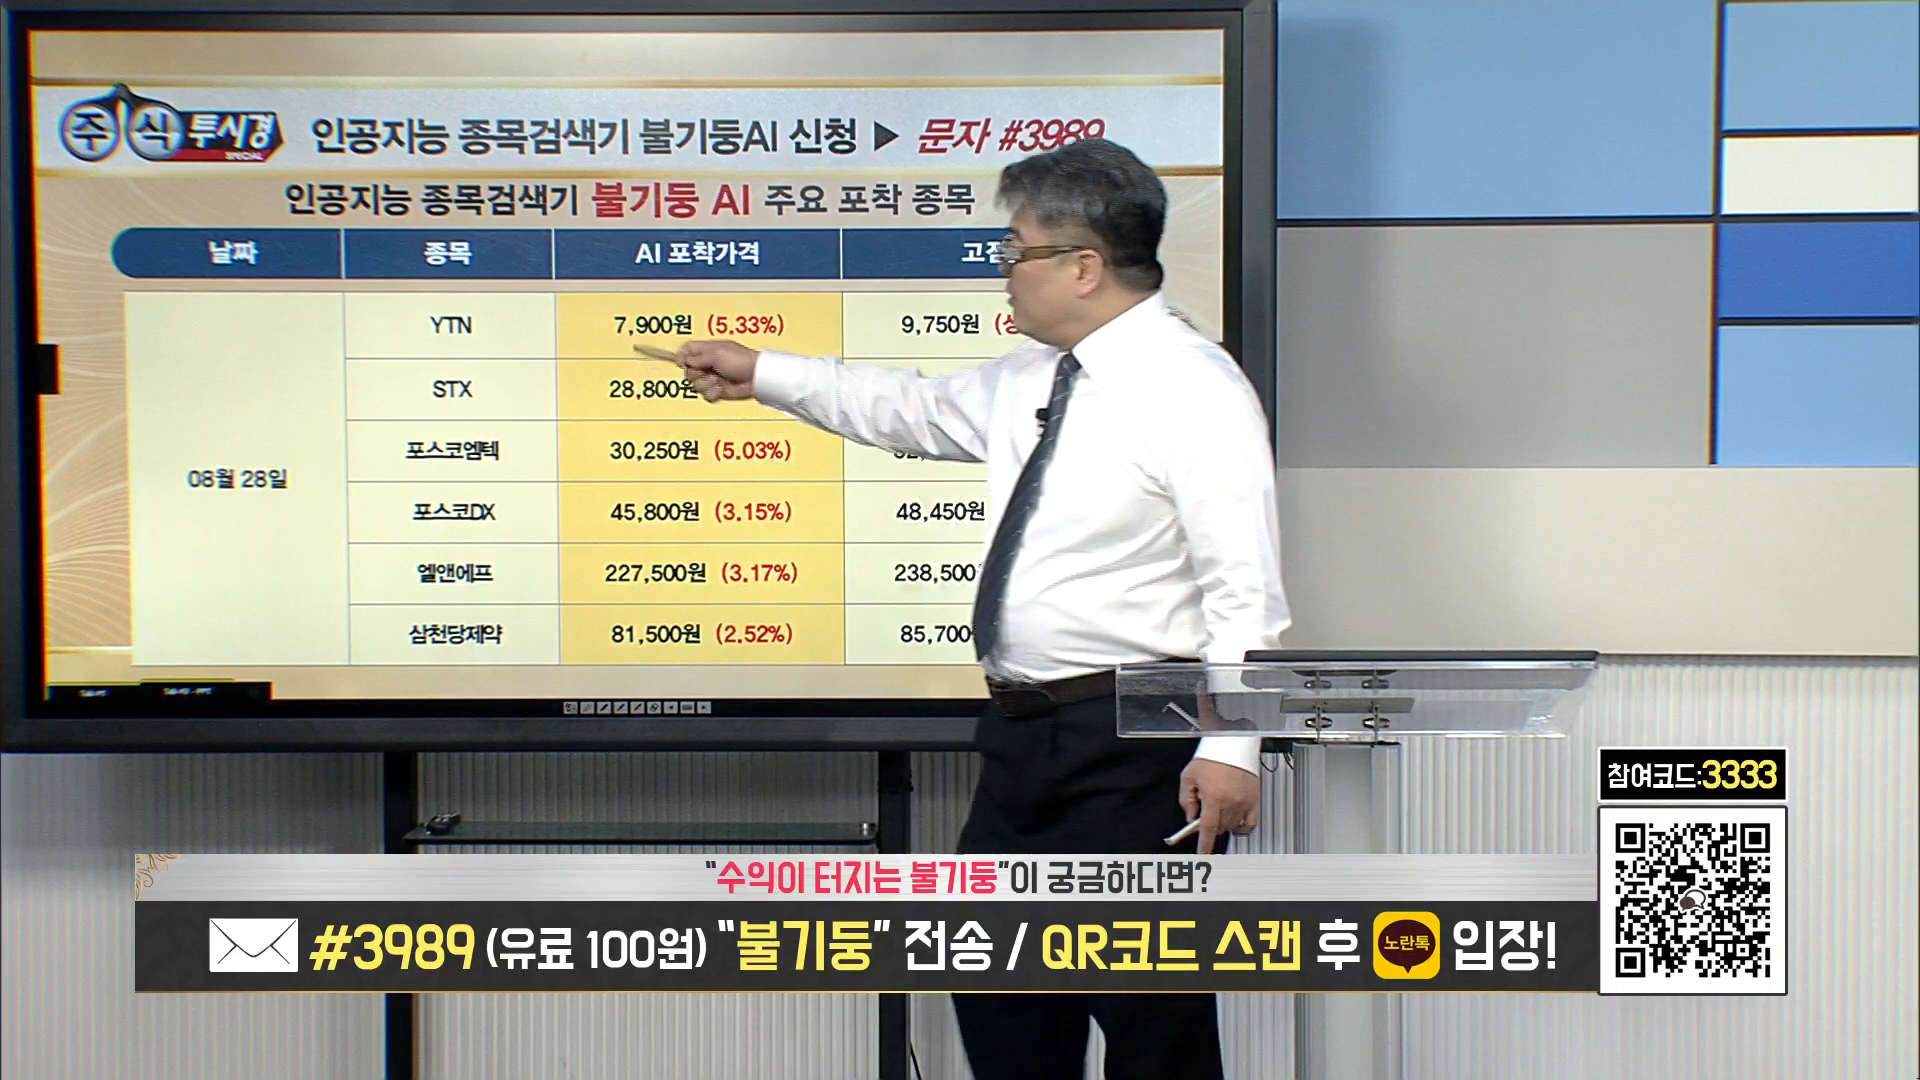 주식투시경
SPECIAL
인공지능 종목검색기 불기둥AI 신청 ▶ 문자 #3989
인공지능 종목검색기 불기둥 AI 주요 포착 종목
날짜 종목 AI 포착가격
08월 28일
YTN 7,900원 (5.33%) 9,750원
STX 28,800원
포스코엠텍 30,250원 (5.03%)
포스코DX 45,800원 (3.15%) 48,450원
엘앤에프 227,500원 (3.17%) 238,500
삼천당제약 81,500원 (2.52%) 85,700
참여코드:3333
"수익이 터지는 불기둥"이 궁금하다면?
#3989 (유료 100원) "불기둥" 전송 / QR코드 스캔 후 노란톡 입장!